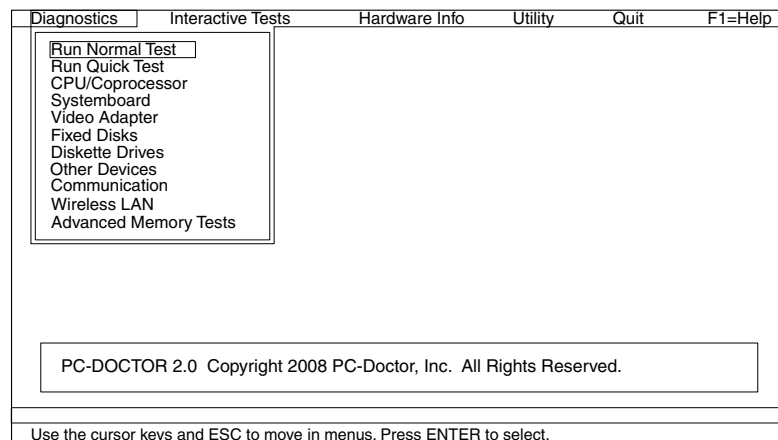 Diagnostics Interactive Tests Hardware Info Utility Quit F1=Help
Run Normal Test
Run Quick Test
CPU/Coprocessor
Systemboard
Video Adapter
Fixed Disks
Diskette Drives
Other Devices
Communication
Wireless LAN
Advanced Memory Tests
PC-DOCTOR 2.0 Copyright 2008 PC-Doctor, Inc. All Rights Reserved.
Use the cursor keys and ESC to move in menus. Press ENTER to select.